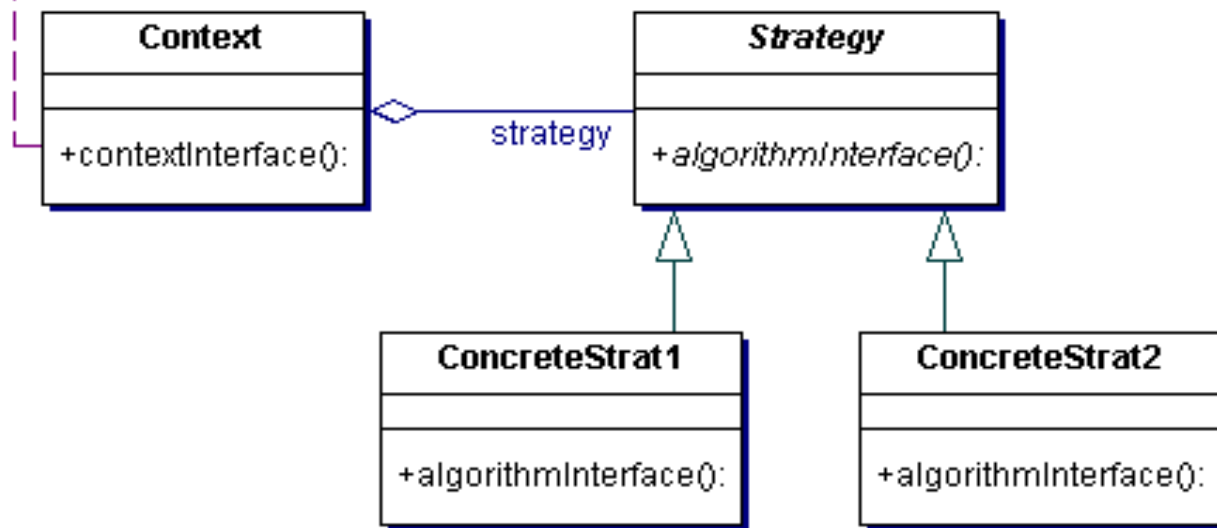 Context
Strategy
+contextInterface():
strategy
+algorithmInterface():
ConcreteStrat1
ConcreteStrat2
+algorithmInterface():
+algorithmInterface():